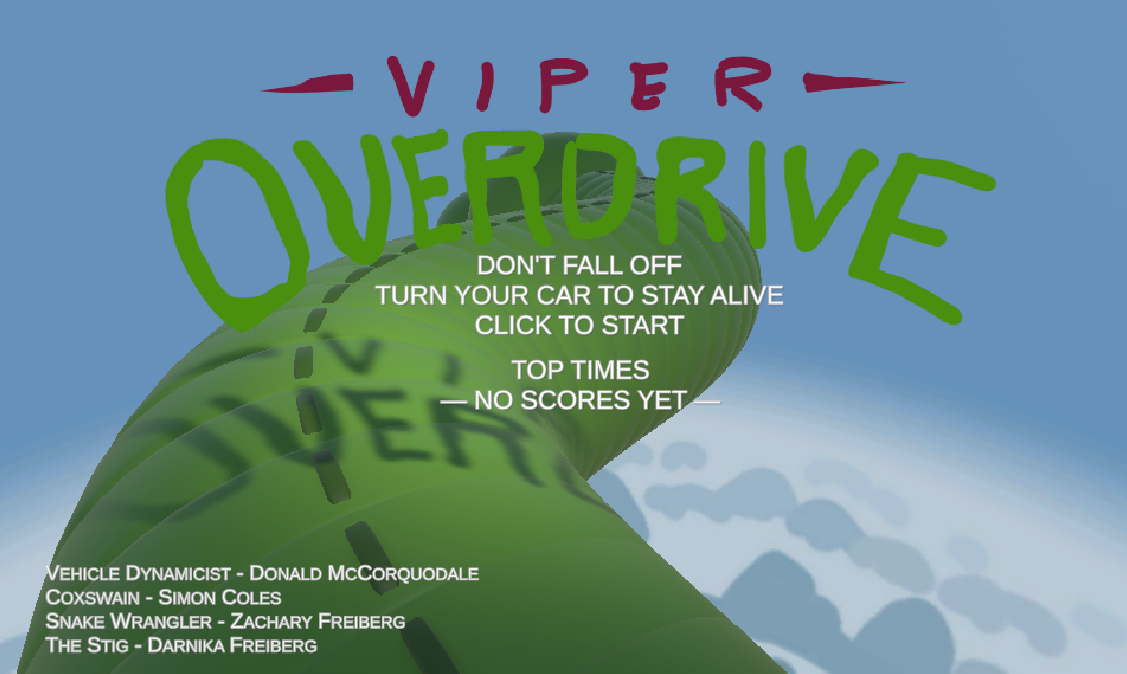 VIPER
OVERDRIVE
DON'T FALL OFF
TURN YOUR CAR TO STAY ALIVE
CLICK TO START
TOP TIMES
— NO SCORES YET —
VEHICLE DYNAMICIST - DONALD MCCORQUODALE
COXSWAIN - SIMON COLES
SNAKE WRANGLER - ZACHARY FREIBERG
THE STIG - DARNIKA FREIBERG